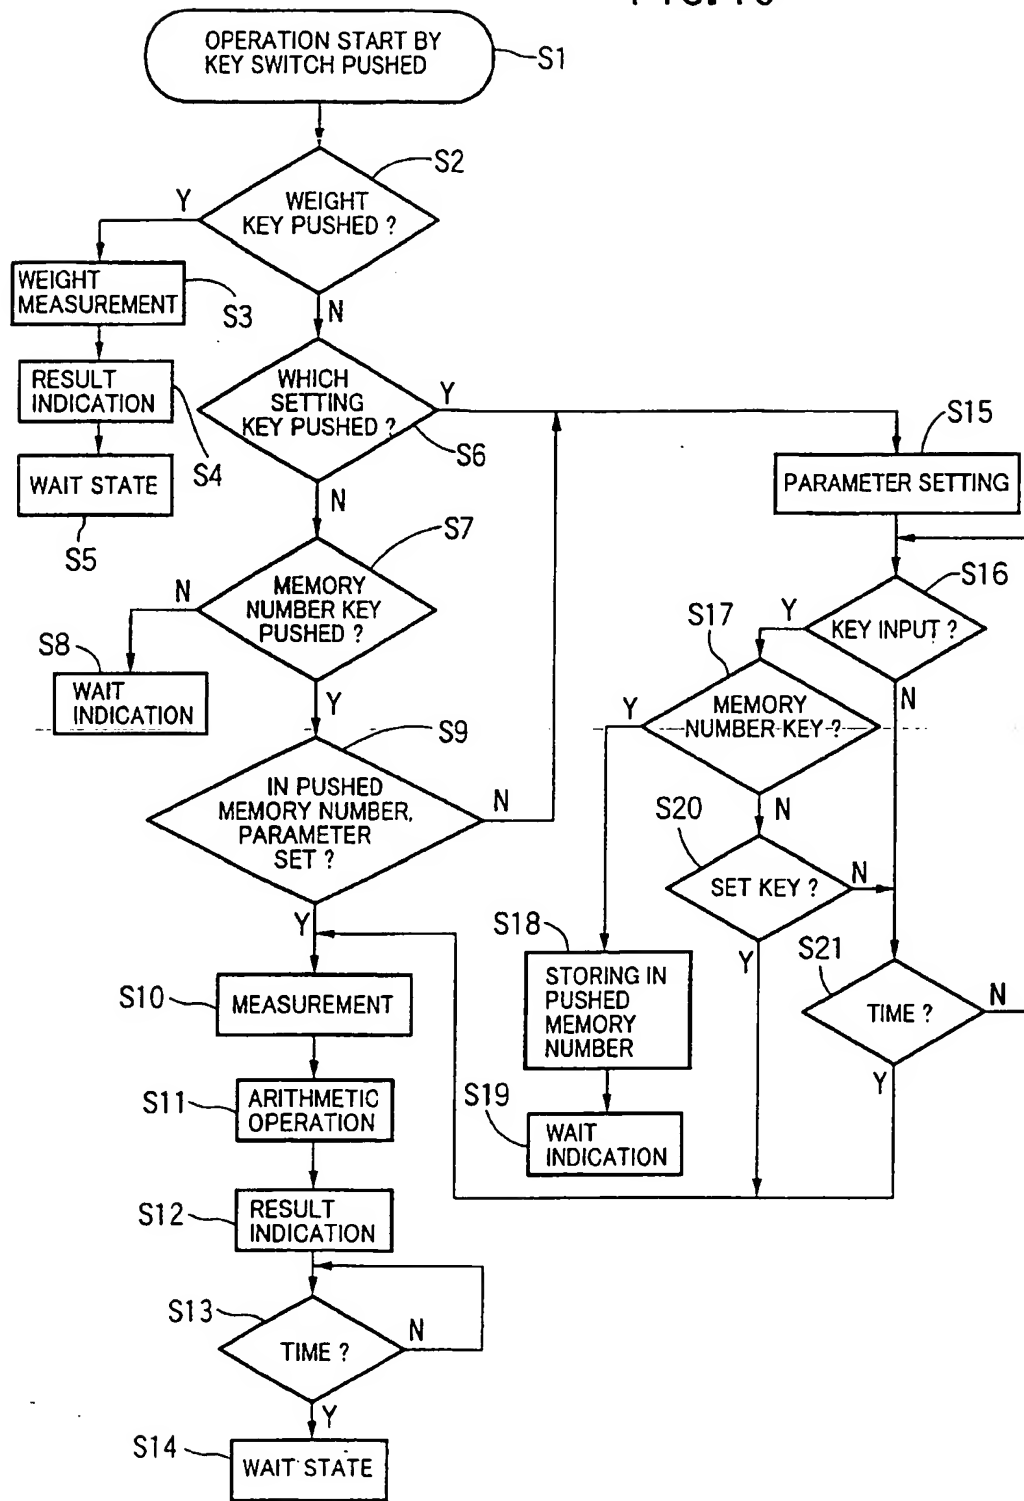 OPERATION START BY
KEY SWITCH PUSHED
S1
S2
Y
WEIGHT
KEY PUSHED ?
WEIGHT
MEASUREMENT
S3
N
RESULT
INDICATION
S4
WHICH
SETTING
KEY PUSHED ?
Y
S6
S15
PARAMETER SETTING
WAIT STATE
S5
N
S7
N
MEMORY
NUMBER KEY
PUSHED ?
S16
Y
KEY INPUT ?
S17
S8
WAIT
INDICATION
Y
N
Y
MEMORY
NUMBER KEY ?
S9
IN PUSHED
MEMORY NUMBER,
PARAMETER
SET ?
N
N
S20
SET KEY ?
N
Y
S18
Y
S21
STORING IN
PUSHED
MEMORY
NUMBER
TIME ?
N
Y
S10
MEASUREMENT
S11
ARITHMETIC
OPERATION
S19
WAIT
INDICATION
S12
RESULT
INDICATION
S13
TIME ?
N
Y
S14
WAIT STATE